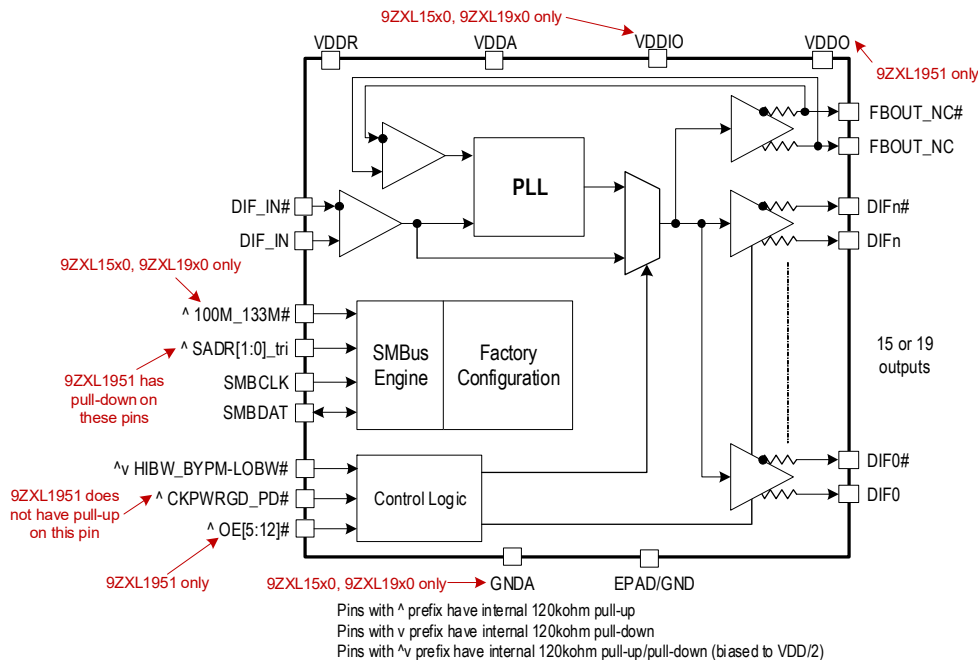 9ZXL15x0, 9ZXL19x0 only
VDDR
VDDA
VDDIO
VDDO
9ZXL1951 only
FBOUT_NC#
FBOUT_NC
PLL
DIF_IN#
DIF_IN
DIFn#
DIFn
9ZXL15x0, 9ZXL19x0 only
^ 100M_133M#
^ SADR[1:0]_tri
9ZXL1951 has
pull-down on
these pins
SMBCLK
SMBDAT
SMBus
Engine
Factory
Configuration
15 or 19
outputs
^v HIBW_BYPM-LOBW#
9ZXL1951 does
not have pull-up
on this pin
^ CKPWRGD_PD#
^ OE[5:12]#
Control Logic
DIF0#
DIF0
9ZXL1951 only
9ZXL15x0, 9ZXL19x0 only
GNDA
EPAD/GND
Pins with ^ prefix have internal 120kohm pull-up
Pins with v prefix have internal 120kohm pull-down
Pins with ^v prefix have internal 120kohm pull-up/pull-down (biased to VDD/2)